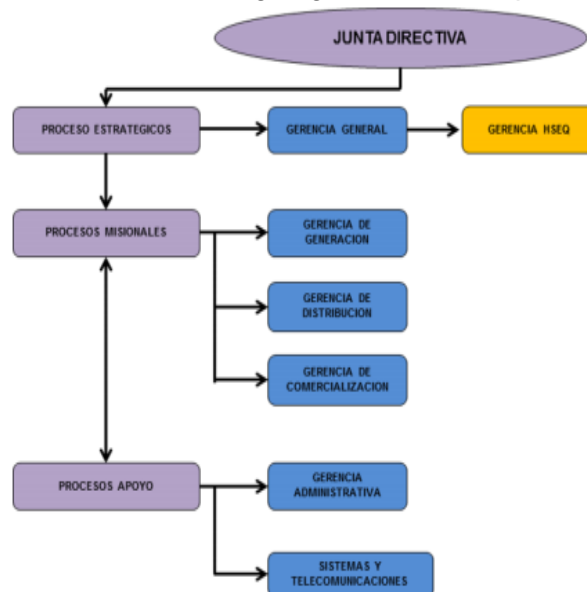 JUNTA DIRECTIVA
PROCESO ESTRATEGICOS
GERENCIA GENERAL
GERENCIA HSEQ
PROCESOS MISIONALES
GERENCIA DE
GENERACION
GERENCIA DE
DISTRIBUCION
GERENCIA DE
COMERCIALIZACION
PROCESOS APOYO
GERENCIA
ADMINISTRATIVA
SISTEMAS Y
TELECOMUNICACIONES